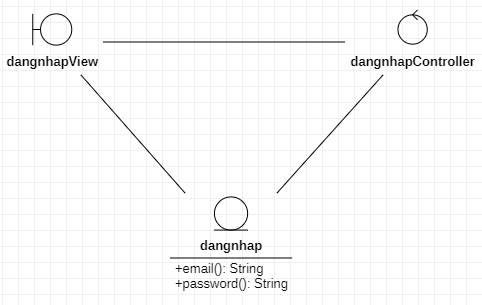 dangnhapView
dangnhapController
dangnhap
+email(): String
+password(): String